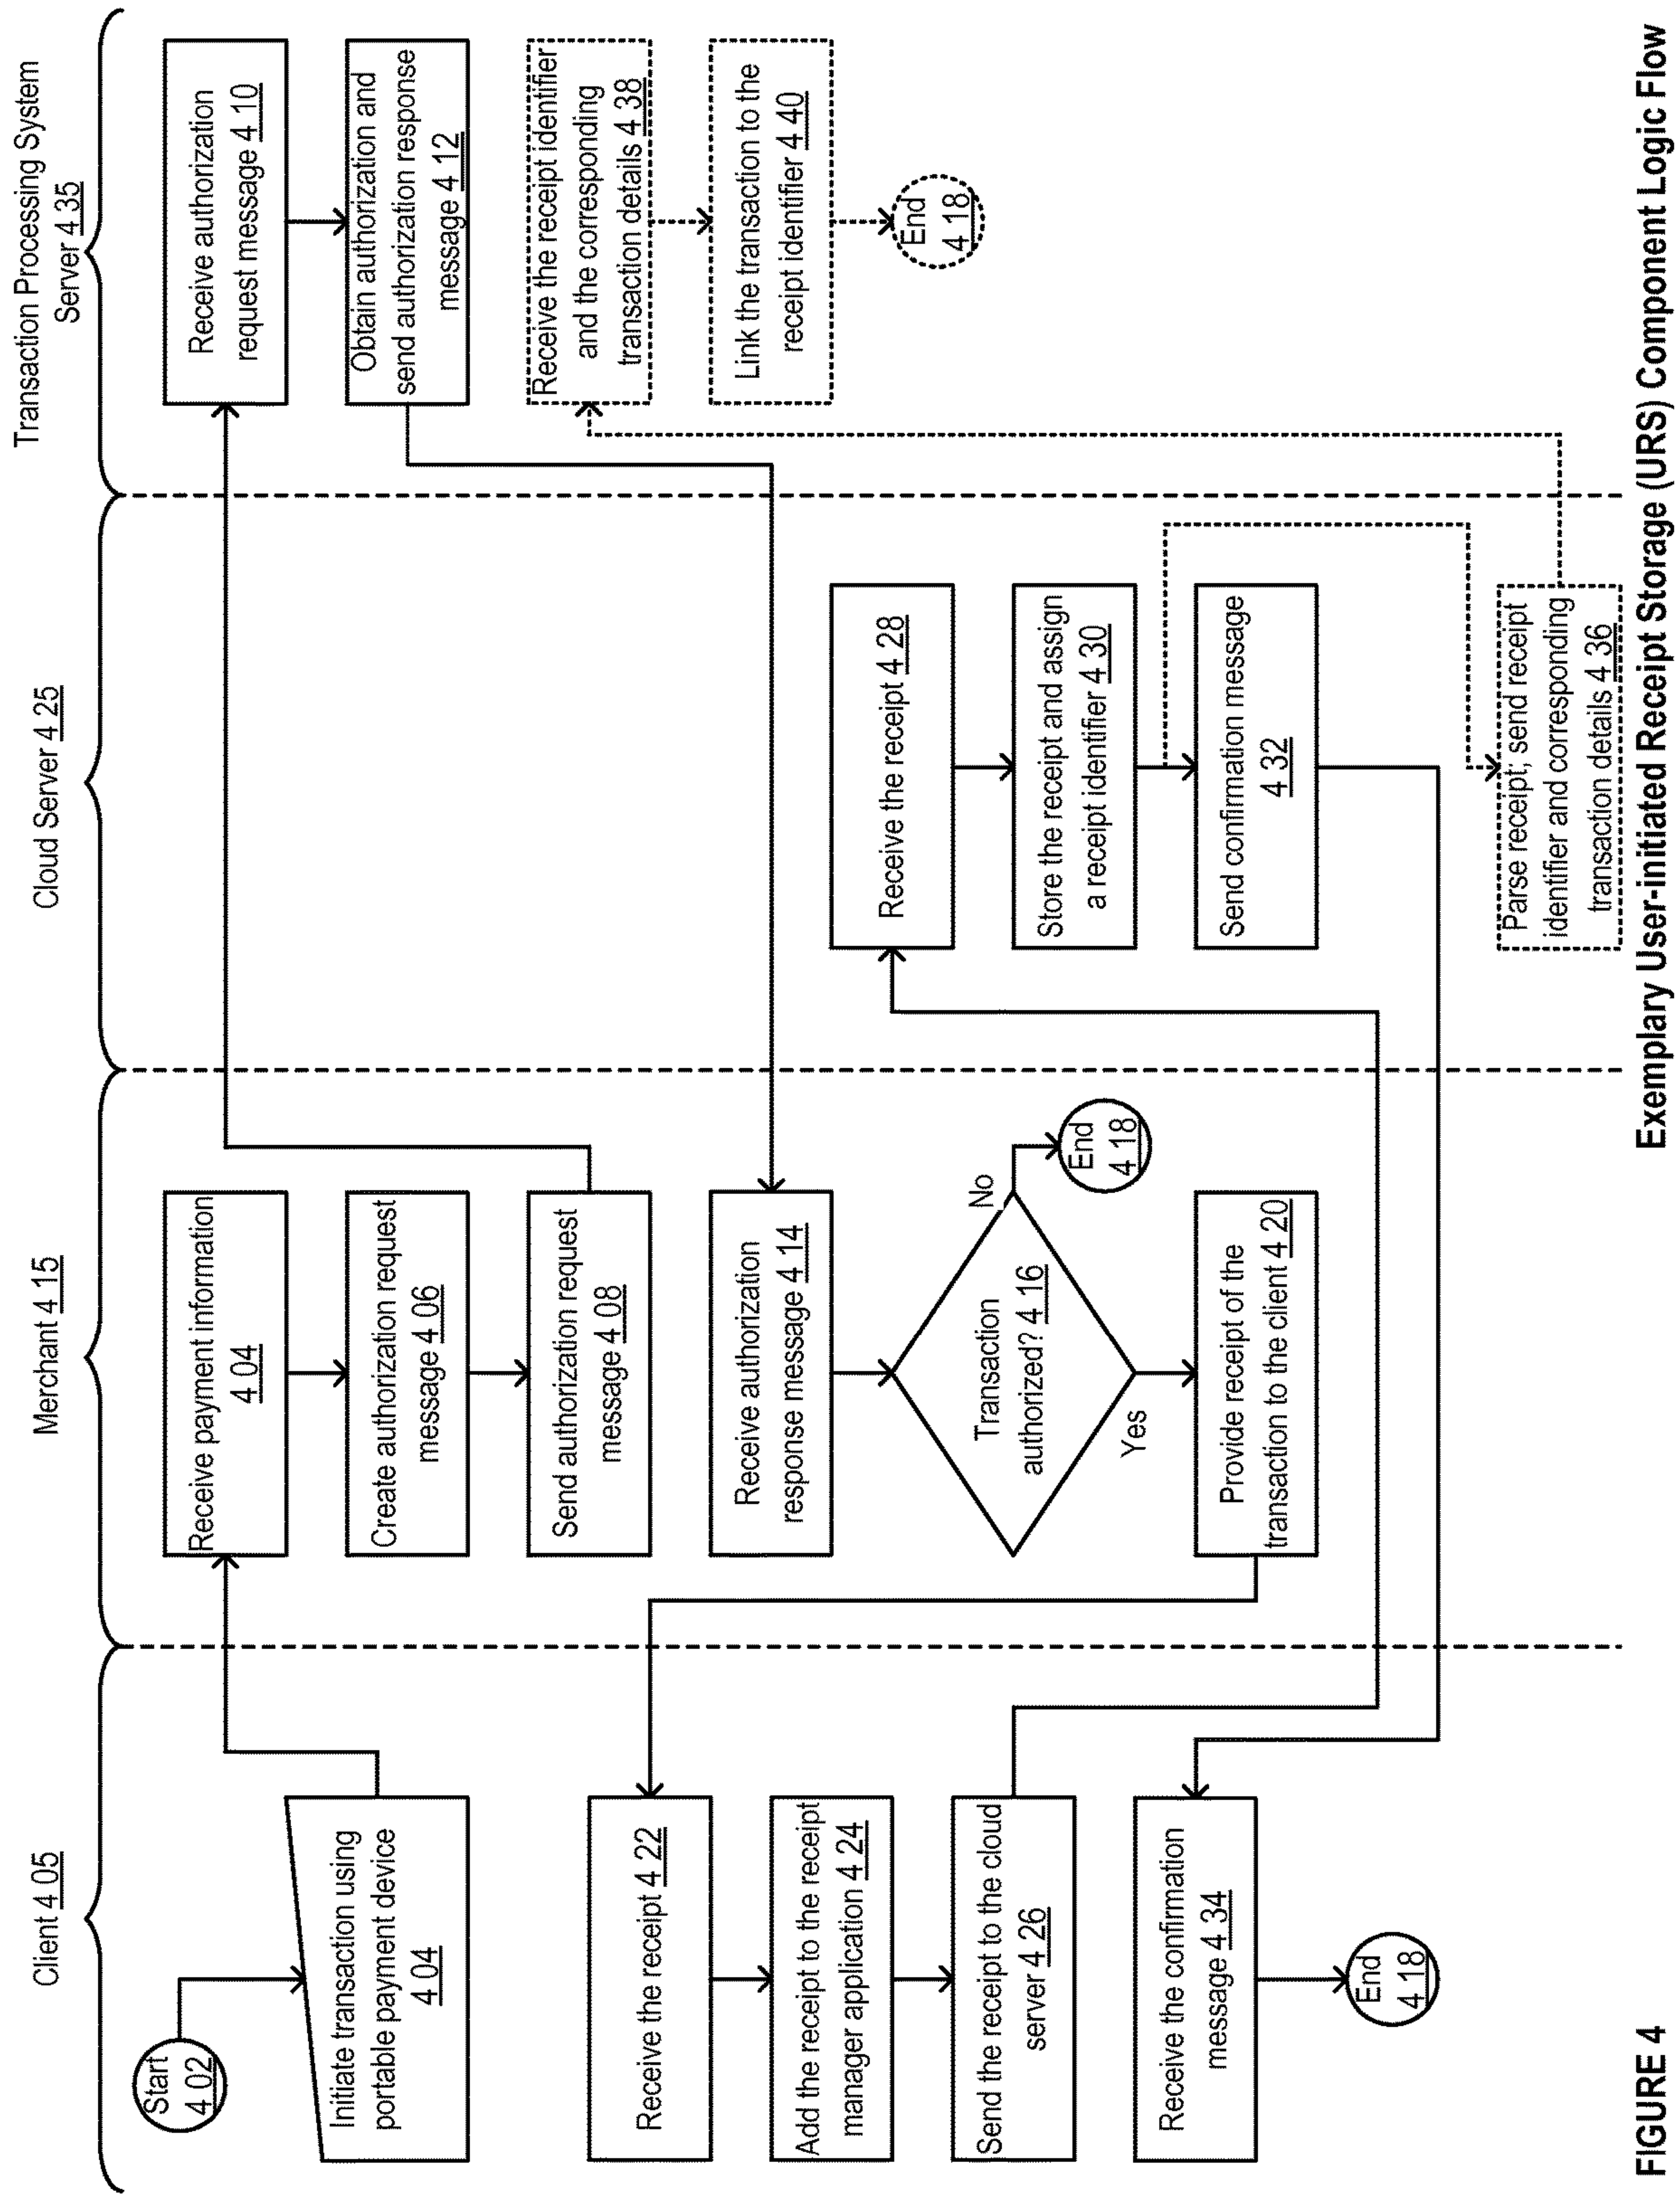 Client 4 05
Merchant 4 15
Cloud Server 4 25
Transaction Processing System
Server 4 35
Start
4 02
Initiate transaction using
portable payment device
4 04
Receive the receipt 4 22
Add the receipt to the receipt
manager application 4 24
Send the receipt to the cloud
server 4 26
Receive the confirmation
message 4 34
End
4 18
Receive payment information
4 04
Create authorization request
message 4 06
Send authorization request
message 4 08
Receive authorization
response message 4 14
Transaction
authorized? 4 16
No
End
4 18
Yes
Provide receipt of the
transaction to the client 4 20
Receive the receipt 4 28
Store the receipt and assign
a receipt identifier 4 30
Send confirmation message
4 32
Parse receipt; send receipt
identifier and corresponding
transaction details 4 36
Receive authorization
request message 4 10
Obtain authorization and
send authorization response
message 4 12
Receive the receipt identifier
and the corresponding
transaction details 4 38
Link the transaction to the
receipt identifier 4 40
End
4 18
FIGURE 4
Exemplary User-initiated Receipt Storage (URS) Component Logic Flow